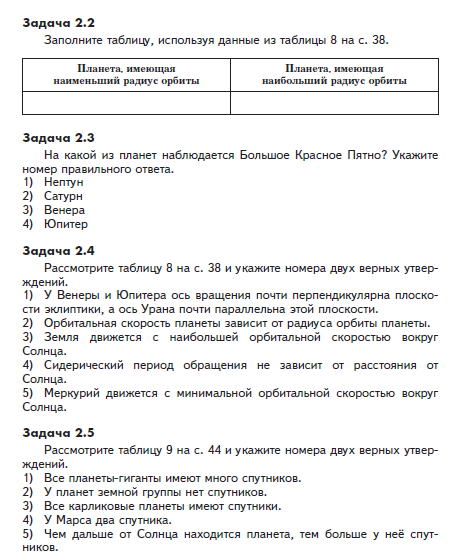 Задача 2.2
Заполните таблицу, используя данные из таблицы 8 на с. 38.
Планета, имеющая
наименьший радиус орбиты
Планета, имеющая
наибольший радиус орбиты
Задача 2.3
На какой из планет наблюдается Большое Красное Пятно? Укажите
номер правильного ответа.
1) Нептун
2) Сатурн
3) Венера
4) Юпитер
Задача 2.4
Рассмотрите таблицу 8 на с. 38 и укажите номера двух верных утвер-
ждений.
1) У Венеры и Юпитера ось вращения почти перпендикулярна плоско-
сти эклиптики, а ось Урана почти параллельна этой плоскости.
2) Орбитальная скорость планеты зависит от радиуса орбиты планеты.
3) Земля движется с наибольшей орбитальной скоростью вокруг
Солнца.
4) Сидерический период обращения не зависит от расстояния от
Солнца.
5) Меркурий движется с минимальной орбитальной скоростью вокруг
Солнца.
Задача 2.5
Рассмотрите таблицу 9 на с. 44 и укажите номера двух верных утвер-
ждений.
1) Все планеты-гиганты имеют много спутников.
2) У планет земной группы нет спутников.
3) Все карликовые планеты имеют спутники.
4) У Марса два спутника.
5) Чем дальше от Солнца находится планета, тем больше у неё спут-
ников.